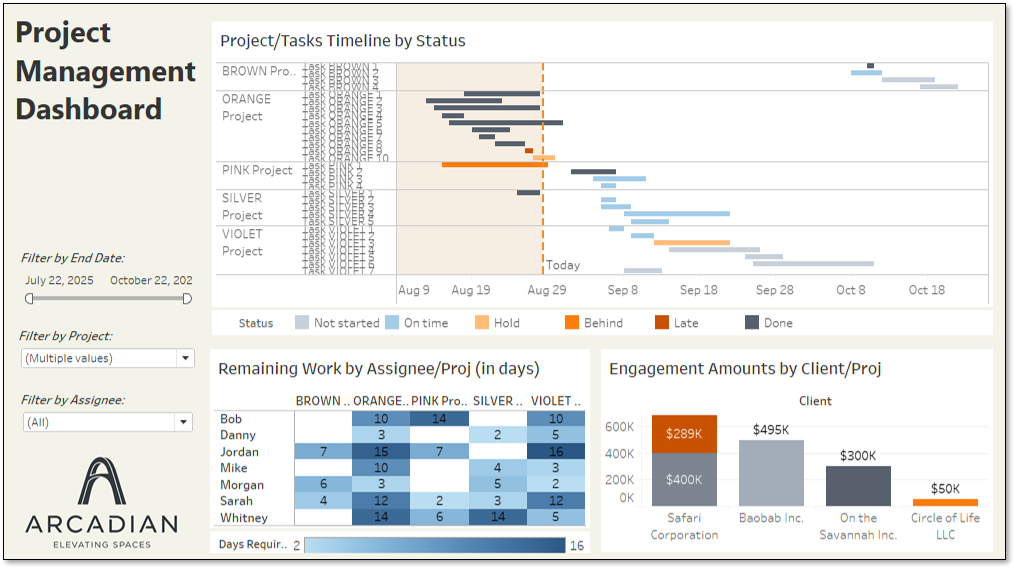 Project
Management
Dashboard
Filter by End Date:
July 22, 2025 October 22, 202
Filter by Project:
(Multiple values)
Filter by Assignee:
(All)
ARCADIAN
ELEVATING SPACES
Project/Tasks Timeline by Status
BROWN Pro..
Task BROWN 1
Task BROWN 2
Task BROWN 3
Task BROWN 4
ORANGE
Project
Task ORANGE 1
Task ORANGE 2
Task ORANGE 3
Task ORANGE 4
Task ORANGE 5
Task ORANGE 6
Task ORANGE 7
Task ORANGE 8
Task ORANGE 9
Task ORANGE 10
PINK Project
Task PINK 1
Task PINK 2
Task PINK 3
Task PINK 4
SILVER
Project
Task SILVER 1
Task SILVER 2
Task SILVER 3
Task SILVER 4
Task SILVER 5
VIOLET
Project
Task VIOLET 1
Task VIOLET 2
Task VIOLET 3
Task VIOLET 4
Task VIOLET 5
Task VIOLET 6
Task VIOLET 7
Today
Aug 9 Aug 19 Aug 29 Sep 8 Sep 18 Sep 28 Oct 8 Oct 18
Status Not started On time Hold Behind Late Done
Remaining Work by Assignee/Proj (in days)
BROWN .. ORANGE.. PINK Pro.. SILVER .. VIOLET ..
Bob 10 14 10
Danny 3 2 5
Jordan 7 15 7 16
Mike 10 4 3
Morgan 6 3 5 2
Sarah 4 12 2 3 12
Whitney 14 6 14 5
Days Requir.. 2 16
Engagement Amounts by Client/Proj
Client
600K
400K
200K
0K
$289K
$400K
$495K
$300K
$50K
Safari
Corporation
Baobab Inc.
On the
Savannah Inc.
Circle of Life
LLC